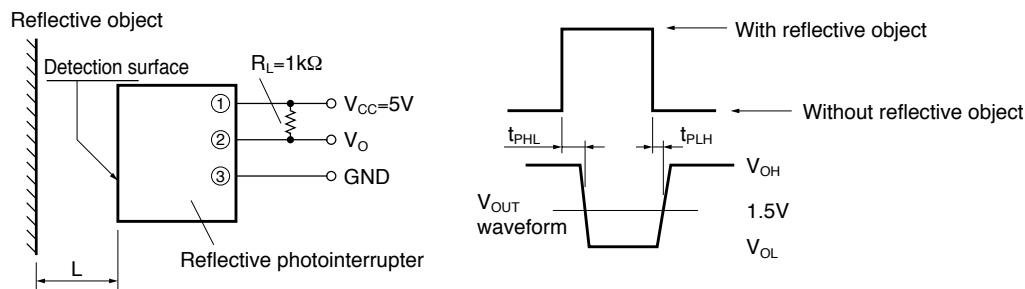 Reflective object
Detection surface
R_L=1kΩ
① V_CC=5V
② V_O
③ GND
Reflective photointerrupter
L
With reflective object
Without reflective object
t_PHL
t_PLH
V_OH
V_OUT
waveform
1.5V
V_OL